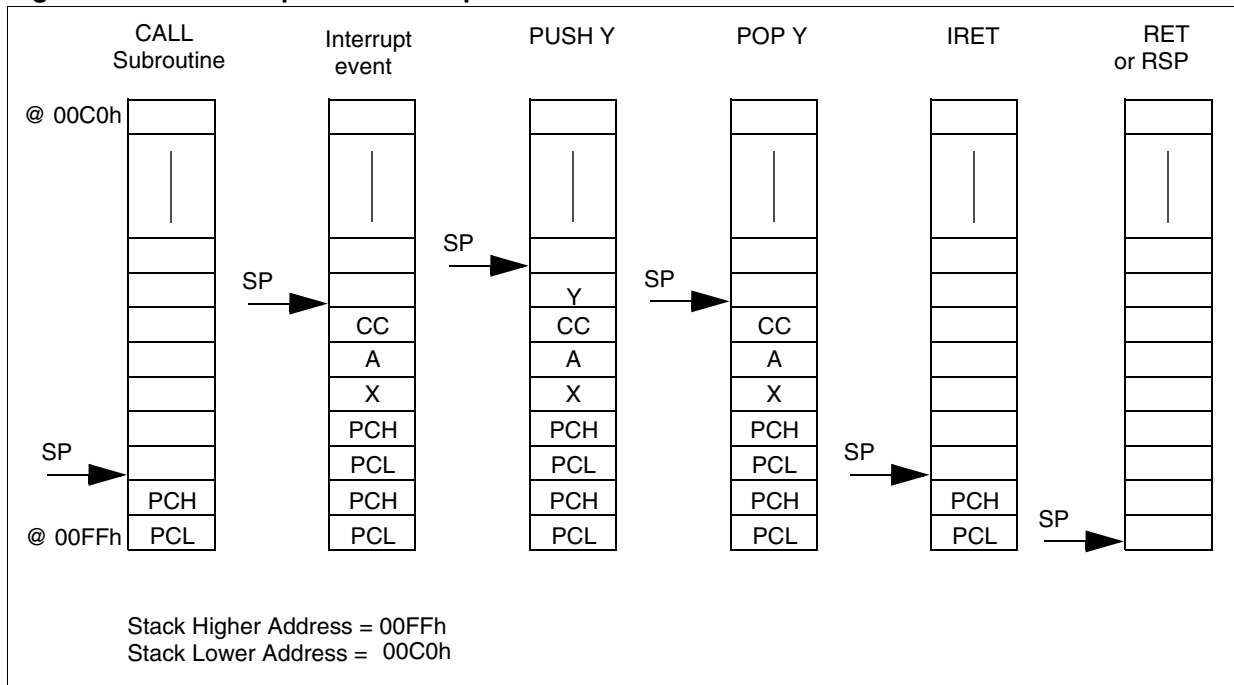 CALL
Subroutine
Interrupt
event
PUSH Y
POP Y
IRET
RET
or RSP
@ 00C0h
SP
SP
SP
Y
CC
CC
CC
A
A
A
X
X
X
PCH
PCH
PCH
SP
SP
PCL
PCL
PCL
PCH
PCH
PCH
PCH
PCH
SP
@ 00FFh
PCL
PCL
PCL
PCL
PCL
Stack Higher Address = 00FFh
Stack Lower Address = 00C0h